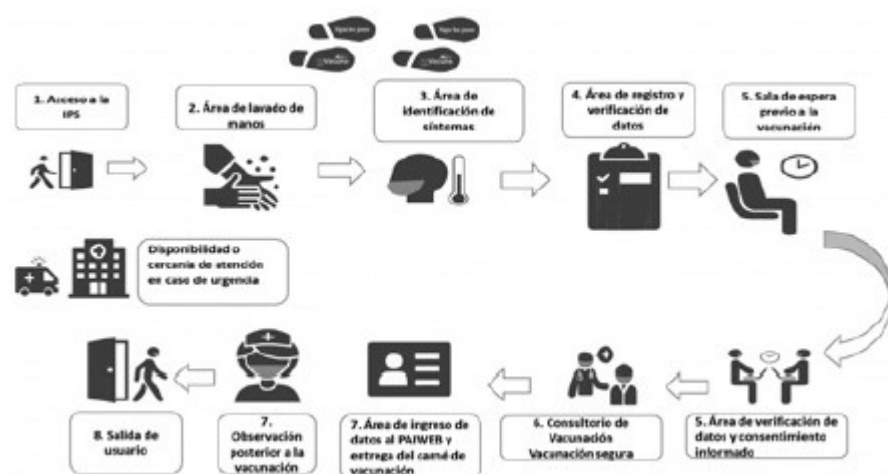 1. Acceso a la
IPS
2. Área de lavado de
manos
3. Área de
identificación de
sístemas
4. Área de registro y
verificación de
datos
5. Sala de espera
previo a la
vacunación
Disponibilidad o
cercanía de atención
en caso de urgencia
8. Salida de
usuario
7.
Observación
posterior a la
vacunación
7. Área de ingreso de
datos al PAIWEB y
entrega del carné de
vacunación
6. Consultorio de
Vacunación
Vacunación segura
5. Área de verificación de
datos y consentimiento
informado